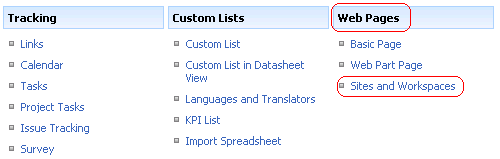 Tracking
Links
Calendar
Tasks
Project Tasks
Issue Tracking
Survey
Custom Lists
Custom List
Custom List in Datasheet
View
Languages and Translators
KPI List
Import Spreadsheet
Web Pages
Basic Page
Web Part Page
Sites and Workspaces